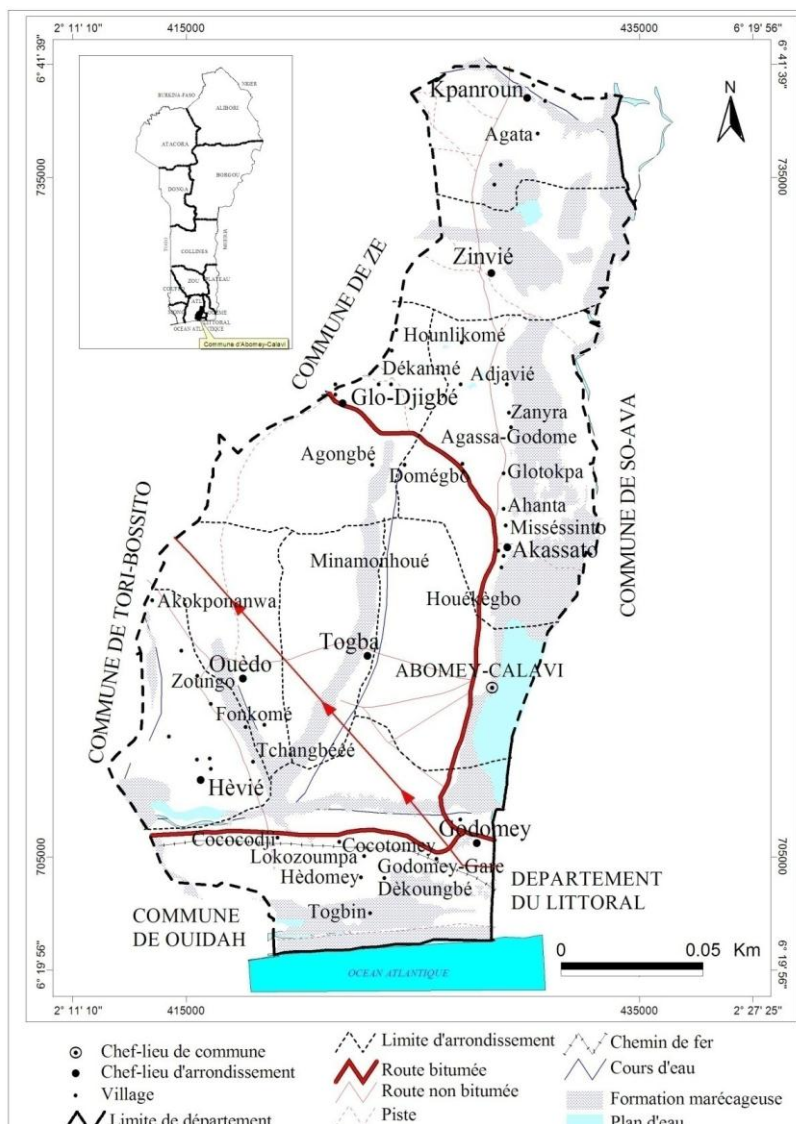 2° 11' 10"
415000
435000
6° 19' 56"
6° 41' 39"
6° 41' 39"
735000
735000
N
BURKINA-FASO
NIGER
ALIBORI
ATACORA
BORGOU
DONGA
COLLINES
ZOU
PLATEAU
LITTORAL
OCEAN ATLANTIQUE
Commune d'Abomey-Calavi
Kpanroun
Agata
Zinvié
COMMUNE DE ZE
Hounlikomé
Dékanmé
Adjavié
Glo-Djigbé
Zanyra
Agassa-Godome
Agongbé
Domégbo
Glotokpa
Ahanta
Misséssinto
Akassato
COMMUNE DE SO-AVA
COMMUNE DE TORI-BOSSITO
Minamonhoué
Akokponanwa
Houékègbo
Togba
Ouèdo
ABOMEY-CALAVI
Zoungo
Fonkomé
Tchangbééé
Hèvié
Godomey
Cococodji
Cocotomey
Lokozoumpa
Godomey-Gare
Hèdomey
Dèkoungbé
705000
705000
DEPARTEMENT
DU LITTORAL
COMMUNE
DE OUIDAH
Togbin
0 0.05 Km
OCEAN ATLANTIQUE
6° 19' 56"
6° 19' 56"
2° 11' 10"
415000
435000
2° 27' 25"
Chef-lieu de commune
Chef-lieu d'arrondissement
Village
Limite de département
Limite d'arrondissement
Route bitumée
Route non bitumée
Piste
Chemin de fer
Cours d'eau
Formation marécageuse
Plan d'eau